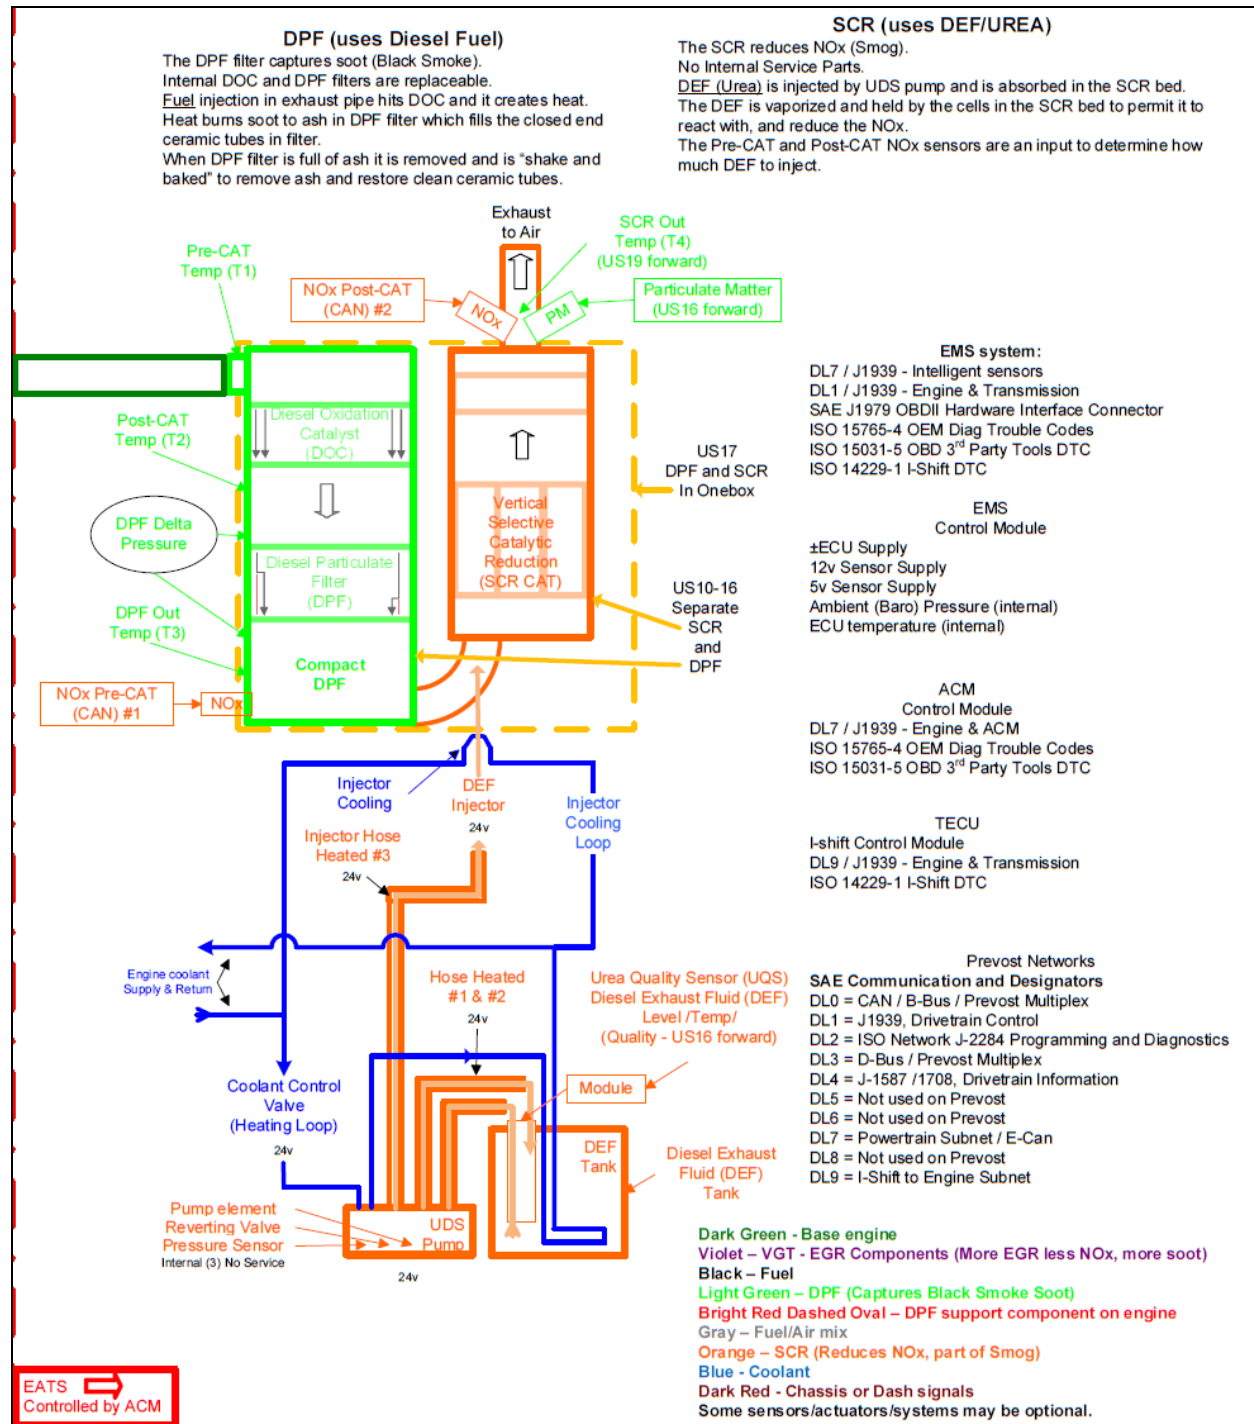 DPF (uses Diesel Fuel)
The DPF filter captures soot (Black Smoke).
Internal DOC and DPF filters are replaceable.
Fuel injection in exhaust pipe hits DOC and it creates heat.
Heat burns soot to ash in DPF filter which fills the closed end
ceramic tubes in filter.
When DPF filter is full of ash it is removed and is “shake and
baked” to remove ash and restore clean ceramic tubes.
SCR (uses DEF/UREA)
The SCR reduces NOx (Smog).
No Internal Service Parts.
DEF (Urea) is injected by UDS pump and is absorbed in the SCR bed.
The DEF is vaporized and held by the cells in the SCR bed to permit it to
react with, and reduce the NOx.
The Pre-CAT and Post-CAT NOx sensors are an input to determine how
much DEF to inject.
Exhaust
to Air
SCR Out
Temp (T4)
(US19 forward)
Pre-CAT
Temp (T1)
NOx Post-CAT
(CAN) #2
NOx
PM
Particulate Matter
(US16 forward)
Diesel Oxidation
Catalyst
(DOC)
Post-CAT
Temp (T2)
US17
DPF and SCR
In Onebox
Vertical
Selective
Catalytic
Reduction
(SCR CAT)
DPF Delta
Pressure
Diesel Particulate
Filter
(DPF)
DPF Out
Temp (T3)
US10-16
Separate
SCR
and
DPF
Compact
DPF
NOx Pre-CAT
(CAN) #1
NOx
EMS system:
DL7 / J1939 - Intelligent sensors
DL1 / J1939 - Engine & Transmission
SAE J1979 OBDII Hardware Interface Connector
ISO 15765-4 OEM Diag Trouble Codes
ISO 15031-5 OBD 3rd Party Tools DTC
ISO 14229-1 I-Shift DTC
EMS
Control Module
±ECU Supply
12v Sensor Supply
5v Sensor Supply
Ambient (Baro) Pressure (internal)
ECU temperature (internal)
ACM
Control Module
DL7 / J1939 - Engine & ACM
ISO 15765-4 OEM Diag Trouble Codes
ISO 15031-5 OBD 3rd Party Tools DTC
TECU
I-shift Control Module
DL9 / J1939 - Engine & Transmission
ISO 14229-1 I-Shift DTC
Injector
Cooling
DEF
Injector
24v
Injector
Cooling
Loop
Injector Hose
Heated #3
24v
Engine coolant
Supply & Return
Hose Heated
#1 & #2
24v
Urea Quality Sensor (UQS)
Diesel Exhaust Fluid (DEF)
Level /Temp/
(Quality - US16 forward)
Module
Coolant Control
Valve
(Heating Loop)
24v
DEF
Tank
Diesel Exhaust
Fluid (DEF)
Tank
Pump element
Reverting Valve
Pressure Sensor
Internal (3) No Service
UDS
Pump
24v
Prevost Networks
SAE Communication and Designators
DL0 = CAN / B-Bus / Prevost Multiplex
DL1 = J1939, Drivetrain Control
DL2 = ISO Network J-2284 Programming and Diagnostics
DL3 = D-Bus / Prevost Multiplex
DL4 = J-1587 /1708, Drivetrain Information
DL5 = Not used on Prevost
DL6 = Not used on Prevost
DL7 = Powertrain Subnet / E-Can
DL8 = Not used on Prevost
DL9 = I-Shift to Engine Subnet
Dark Green - Base engine
Violet – VGT - EGR Components (More EGR less NOx, more soot)
Black – Fuel
Light Green – DPF (Captures Black Smoke Soot)
Bright Red Dashed Oval – DPF support component on engine
Gray – Fuel/Air mix
Orange – SCR (Reduces NOx, part of Smog)
Blue - Coolant
Dark Red - Chassis or Dash signals
Some sensors/actuators/systems may be optional.
EATS
Controlled by ACM